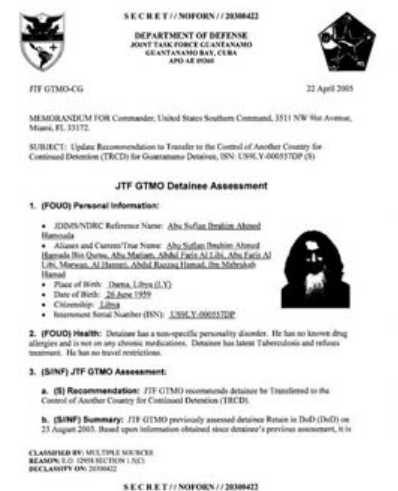 S E C R E T / / NOFORN / / 20300422
DEPARTMENT OF DEFENSE
JOINT TASK FORCE GUANTANAMO
GUANTANAMO BAY, CUBA
APO AE 09360
JTF GTMO-CG
22 April 2005
MEMORANDUM FOR Commander, United States Southern Command, 3511 NW 91st Avenue,
Miami, FL 33172.
SUBJECT: Update Recommendation to Transfer to the Control of Another Country for
Continued Detention (TRCD) for Guantanamo Detainee, ISN: US9LY-000557DP (S)
JTF GTMO Detainee Assessment
1. (FOUO) Personal Information:
• JDIMS/NDRC Reference Name: Abu Sufian Ibrahim Ahmed
Hamouda
• Aliases and Current/True Name: Abu Sufian Ibrahim Ahmed
Hamuda Bin Qumu, Abu Mariam, Abdul Faris Al Libi, Abu Faris Al
Libi, Marwan, Al Hassari, Abdul Razzaq Hamad, Ibn Mabrukah
Hamad
• Place of Birth: Darna, Libya (LY)
• Date of Birth: 26 June 1959
• Citizenship: Libya
• Internment Serial Number (ISN): US9LY-000557DP
2. (FOUO) Health: Detainee has a non-specific personality disorder. He has no known drug
allergies and is not on any chronic medications. Detainee has latent Tuberculosis and refuses
treatment. He has no travel restrictions.
3. (S//NF) JTF GTMO Assessment:
a. (S) Recommendation: JTF GTMO recommends detainee be Transferred to the
Control of Another Country for Continued Detention (TRCD).
b. (S//NF) Summary: JTF GTMO previously assessed detainee Retain in DoD (DoD) on
23 August 2003. Based upon information obtained since detainee's previous assessment, it is
CLASSIFIED BY: MULTIPLE SOURCES
REASON: E.O. 12958 SECTION 1.5(C)
DECLASSIFY ON: 20300422
S E C R E T / / NOFORN / / 20300422